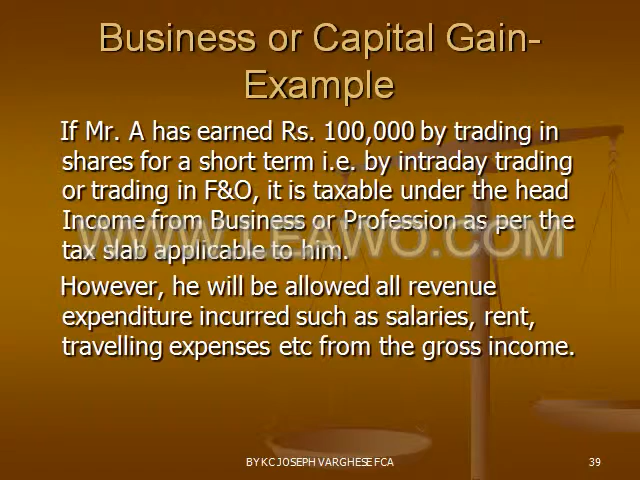 Business or Capital Gain-
Example
If Mr. A has earned Rs. 100,000 by trading in
shares for a short term i.e. by intraday trading
or trading in F&O, it is taxable under the head
Income from Business or Profession as per the
tax slab applicable to him.
WWW.LEAWO.COM
However, he will be allowed all revenue
expenditure incurred such as salaries, rent,
travelling expenses etc from the gross income.
BY KC JOSEPH VARGHESE FCA
39